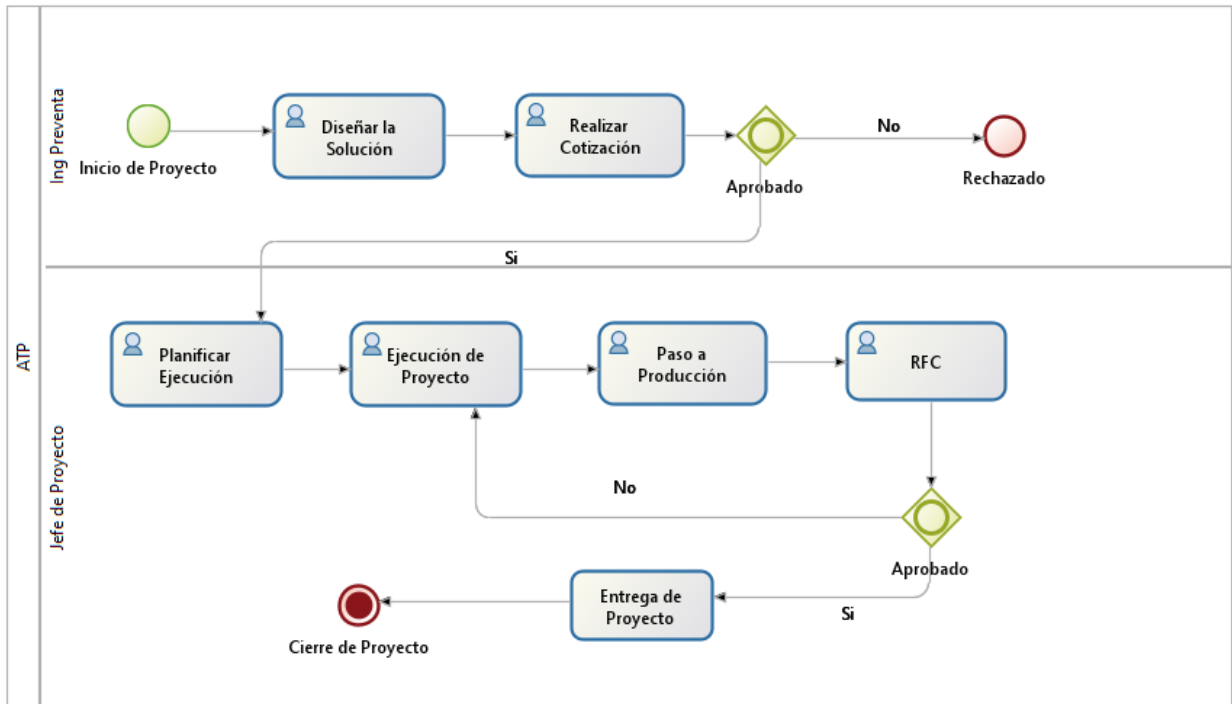 ATP
Ing Preventa
Inicio de Proyecto
Diseñar la
Solución
Realizar
Cotización
Aprobado
No
Rechazado
Si
Jefe de Proyecto
Planificar
Ejecución
Ejecución de
Proyecto
Paso a
Producción
RFC
No
Aprobado
Si
Entrega de
Proyecto
Cierre de Proyecto